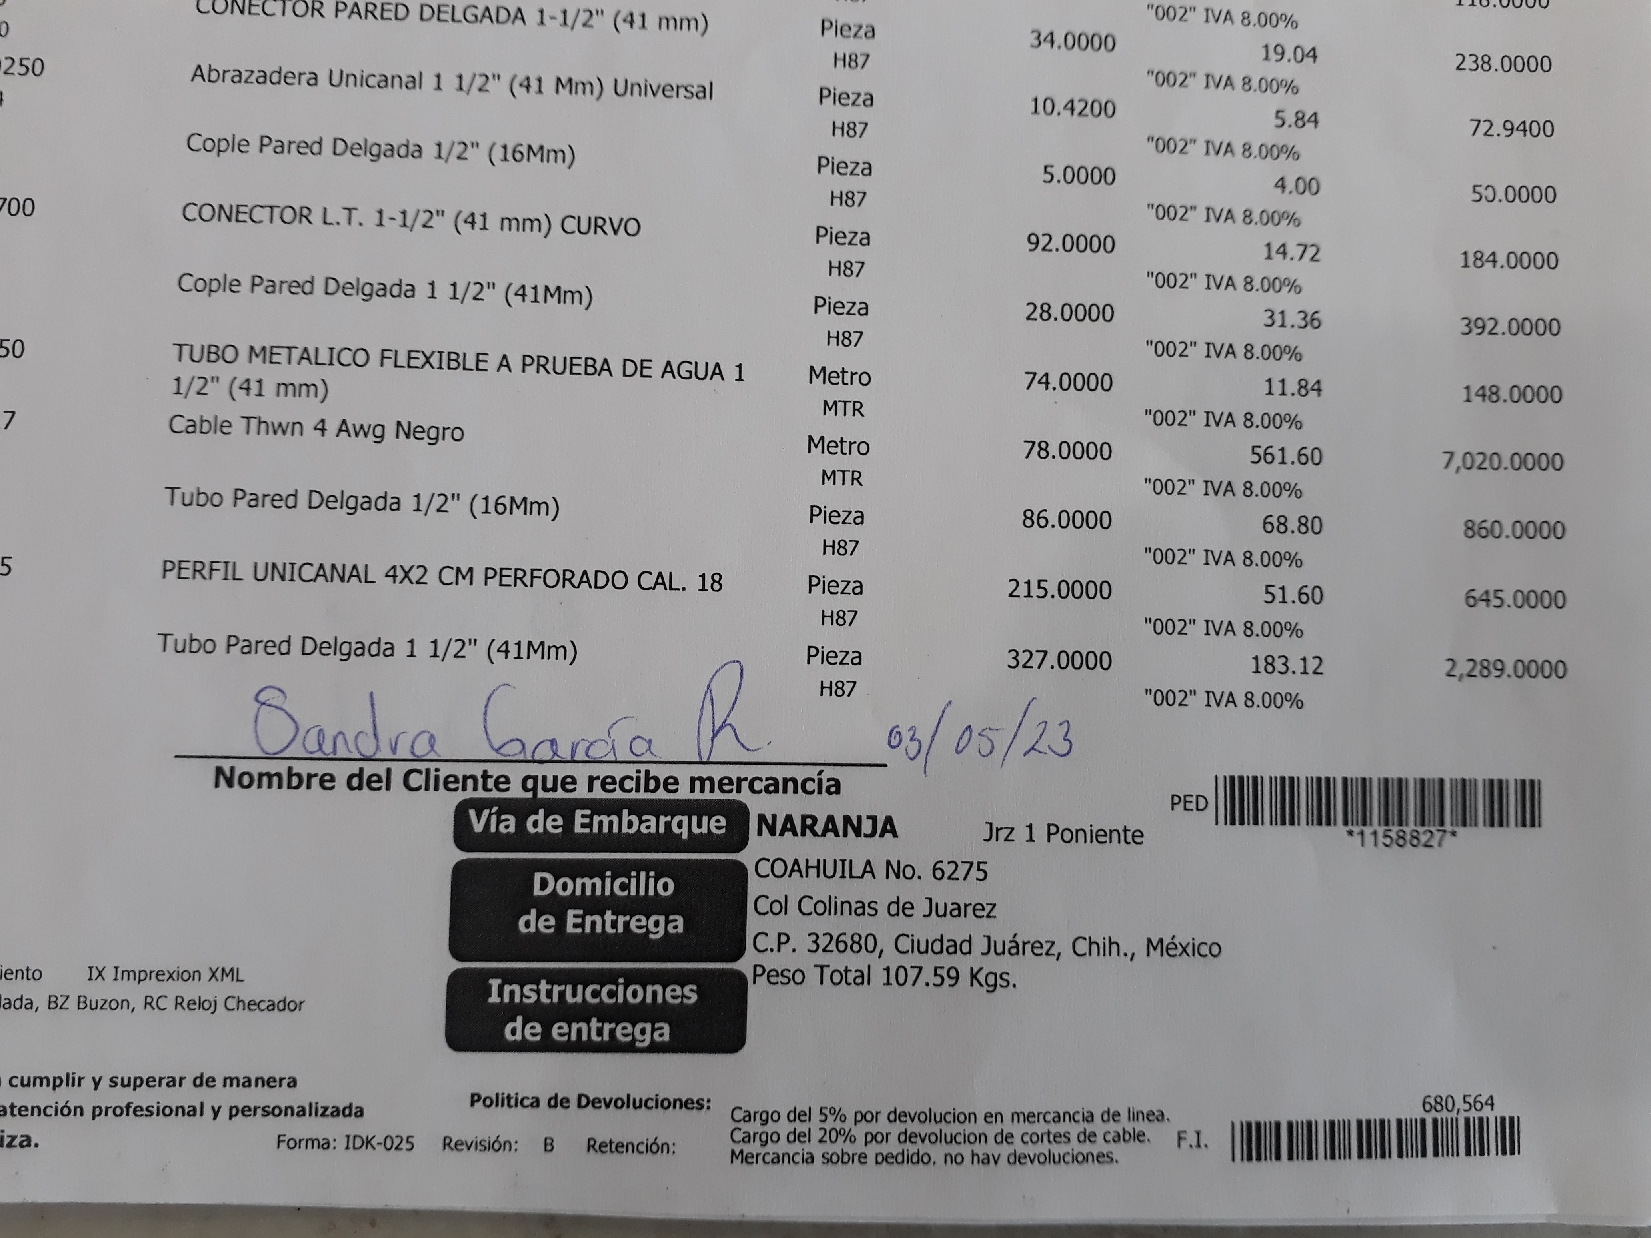 CONECTOR PARED DELGADA 1-1/2" (41 mm) Pieza 34.0000 "002" IVA 8.00% 19.04 238.0000
H87 "002" IVA 8.00%
250 Abrazadera Unicanal 1 1/2" (41 Mm) Universal Pieza 10.4200 5.84 72.9400
H87 "002" IVA 8.00%
Cople Pared Delgada 1/2" (16Mm) Pieza 5.0000 4.00 50.0000
H87 "002" IVA 8.00%
700 CONECTOR L.T. 1-1/2" (41 mm) CURVO Pieza 92.0000 14.72 184.0000
H87 "002" IVA 8.00%
Cople Pared Delgada 1 1/2" (41Mm) Pieza 28.0000 31.36 392.0000
H87 "002" IVA 8.00%
50 TUBO METALICO FLEXIBLE A PRUEBA DE AGUA 1 Metro 74.0000 11.84 148.0000
1/2" (41 mm) MTR "002" IVA 8.00%
7 Cable Thwn 4 Awg Negro Metro 78.0000 561.60 7,020.0000
MTR "002" IVA 8.00%
Tubo Pared Delgada 1/2" (16Mm) Pieza 86.0000 68.80 860.0000
H87 "002" IVA 8.00%
5 PERFIL UNICANAL 4X2 CM PERFORADO CAL. 18 Pieza 215.0000 51.60 645.0000
H87 "002" IVA 8.00%
Tubo Pared Delgada 1 1/2" (41Mm) Pieza 327.0000 183.12 2,289.0000
H87 "002" IVA 8.00%
Sandra García R. 03/05/23
Nombre del Cliente que recibe mercancía
PED *1158827*
Vía de Embarque NARANJA Jrz 1 Poniente
Domicilio de Entrega
COAHUILA No. 6275
Col Colinas de Juarez
C.P. 32680, Ciudad Juárez, Chih., México
Peso Total 107.59 Kgs.
Instrucciones de entrega
iento IX Imprexion XML
lada, BZ Buzon, RC Reloj Checador
cumplir y superar de manera
atención profesional y personalizada
iza. Forma: IDK-025 Revisión: B Retención:
Politica de Devoluciones:
Cargo del 5% por devolucion en mercancia de linea.
Cargo del 20% por devolucion de cortes de cable.
Mercancia sobre pedido, no hay devoluciones.
F.I. 680,564